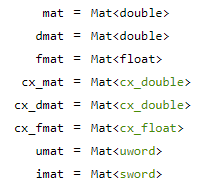 mat = Mat<double>
dmat = Mat<double>
fmat = Mat<float>
cx_mat = Mat<cx_double>
cx_dmat = Mat<cx_double>
cx_fmat = Mat<cx_float>
umat = Mat<uword>
imat = Mat<sword>